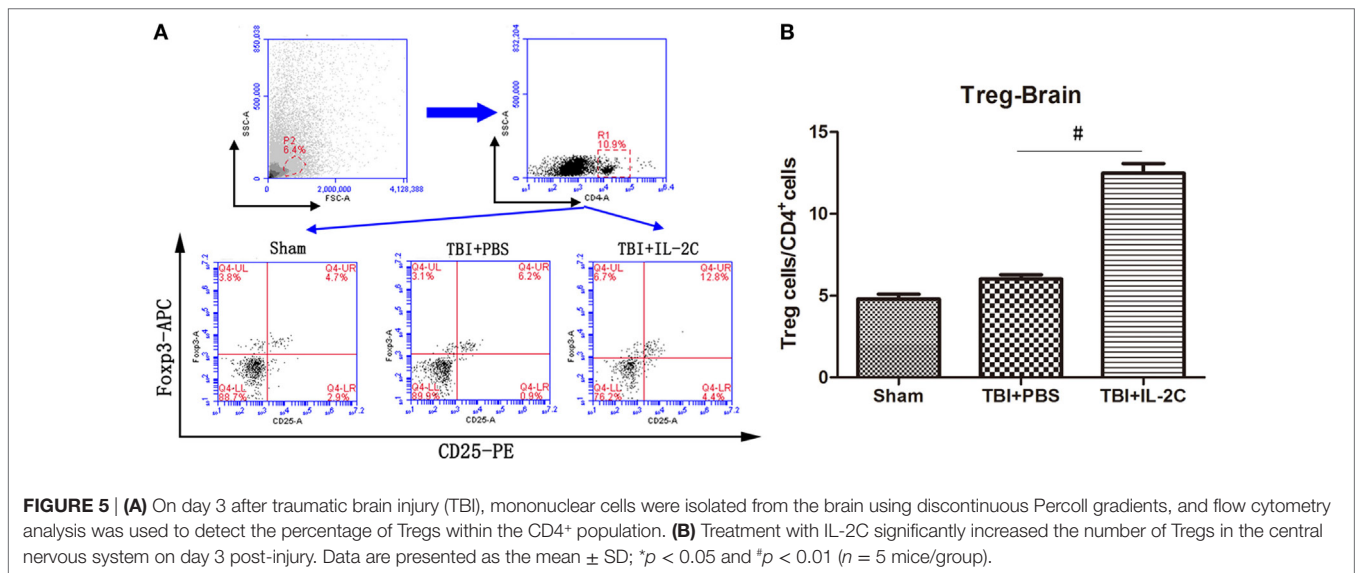 A
850,038
500,000
0
SSC-A
P2
6.4%
0 2,000,000 4,128,388
FSC-A
832,204
500,000
SSC-A
R1
10.9%
CD4-A
Sham
TBI+PBS
TBI+IL-2C
Foxp3-APC
Q4-UL
3.8%
Q4-UR
4.7%
Q4-LL
88.7%
Q4-LR
2.9%
Foxp3-A
CD25-A
Q4-UL
3.1%
Q4-UR
6.2%
Q4-LL
89.9%
Q4-LR
0.9%
Foxp3-A
CD25-A
Q4-UL
6.7%
Q4-UR
12.8%
Q4-LL
76.2%
Q4-LR
4.4%
Foxp3-A
CD25-A
CD25-PE
B
Treg-Brain
#
Treg cells/CD4⁺ cells
15
10
5
0
Sham TBI+PBS TBI+IL-2C
FIGURE 5 | (A) On day 3 after traumatic brain injury (TBI), mononuclear cells were isolated from the brain using discontinuous Percoll gradients, and flow cytometry
analysis was used to detect the percentage of Tregs within the CD4⁺ population. (B) Treatment with IL-2C significantly increased the number of Tregs in the central
nervous system on day 3 post-injury. Data are presented as the mean ± SD; *p < 0.05 and #p < 0.01 (n = 5 mice/group).